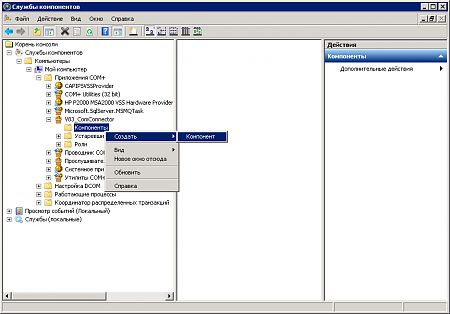 Службы компонентов
Файл Действие Вид Окно Справка
Корень консоли
Службы компонентов
Компьютеры
Мой компьютер
Приложения COM+
CAPIPSVSSProvider
COM+ Utilities (32 bit)
HP P2000 MSA2000 VSS Hardware Provider
Microsoft.SqlServer.MSMQTask
V83_ComConnector
Компоненты
Устаревши
Роли
Проводник COM
Прослушивате
Системное при
Утилиты COM+
Настройка DCOM
Работающие процессы
Координатор распределенных транзакций
Просмотр событий (Локальный)
Службы (локальные)
Создать
Компонент
Вид
Новое окно отсюда
Обновить
Справка
Действия
Компоненты
Дополнительные действия